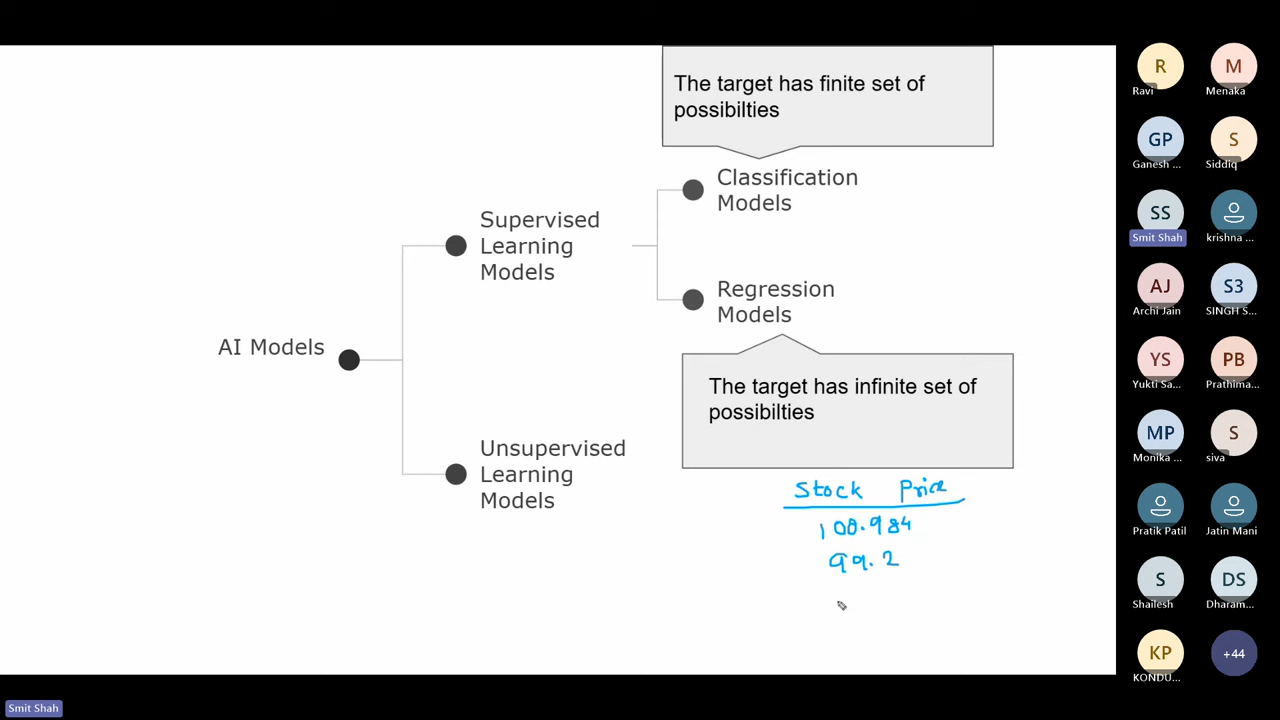 The target has finite set of
possibilties
Classification
Models
Supervised
Learning
Models
Regression
Models
AI Models
The target has infinite set of
possibilties
Unsupervised
Learning
Models
Stock Price
108.984
99.2
R
Ravi
M
Menaka
GP
Ganesh ...
S
Siddiq
SS
Smit Shah
krishna ...
AJ
Archi Jain
S3
SINGH S...
YS
Yukti Sa...
PB
Prathima...
MP
Monika ...
S
siva
Pratik Patil
Jatin Mani
S
Shailesh
DS
Dharam...
KP
KONDU...
+44
Smit Shah